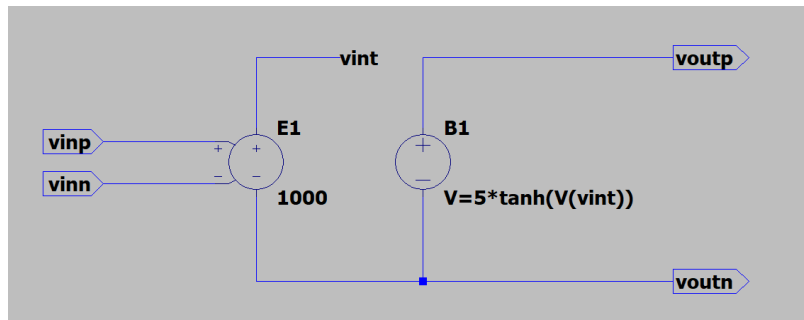 vint
voutp
E1
B1
vinp
vinn
1000
V=5*tanh(V(vint))
voutn